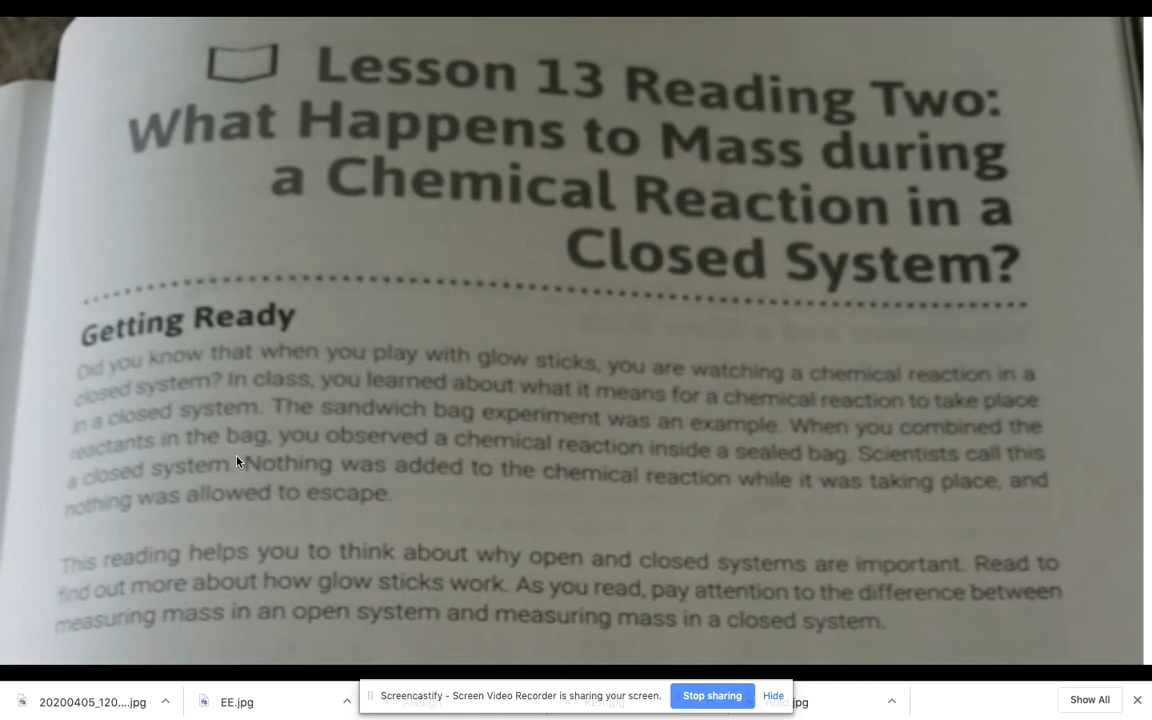 Lesson 13 Reading Two:
What Happens to Mass during
a Chemical Reaction in a
Closed System?
Getting Ready
Did you know that when you play with glow sticks, you are watching a chemical reaction in a
closed system? In class, you learned about what it means for a chemical reaction to take place
in a closed system. The sandwich bag experiment was an example. When you combined the
reactants in the bag, you observed a chemical reaction inside a sealed bag. Scientists call this
a closed system. Nothing was added to the chemical reaction while it was taking place, and
nothing was allowed to escape.
This reading helps you to think about why open and closed systems are important. Read to
find out more about how glow sticks work. As you read, pay attention to the difference between
measuring mass in an open system and measuring mass in a closed system.
20200405_120....jpg
EE.jpg
Screencastify - Screen Video Recorder is sharing your screen.
Stop sharing
Hide
jpg
Show All